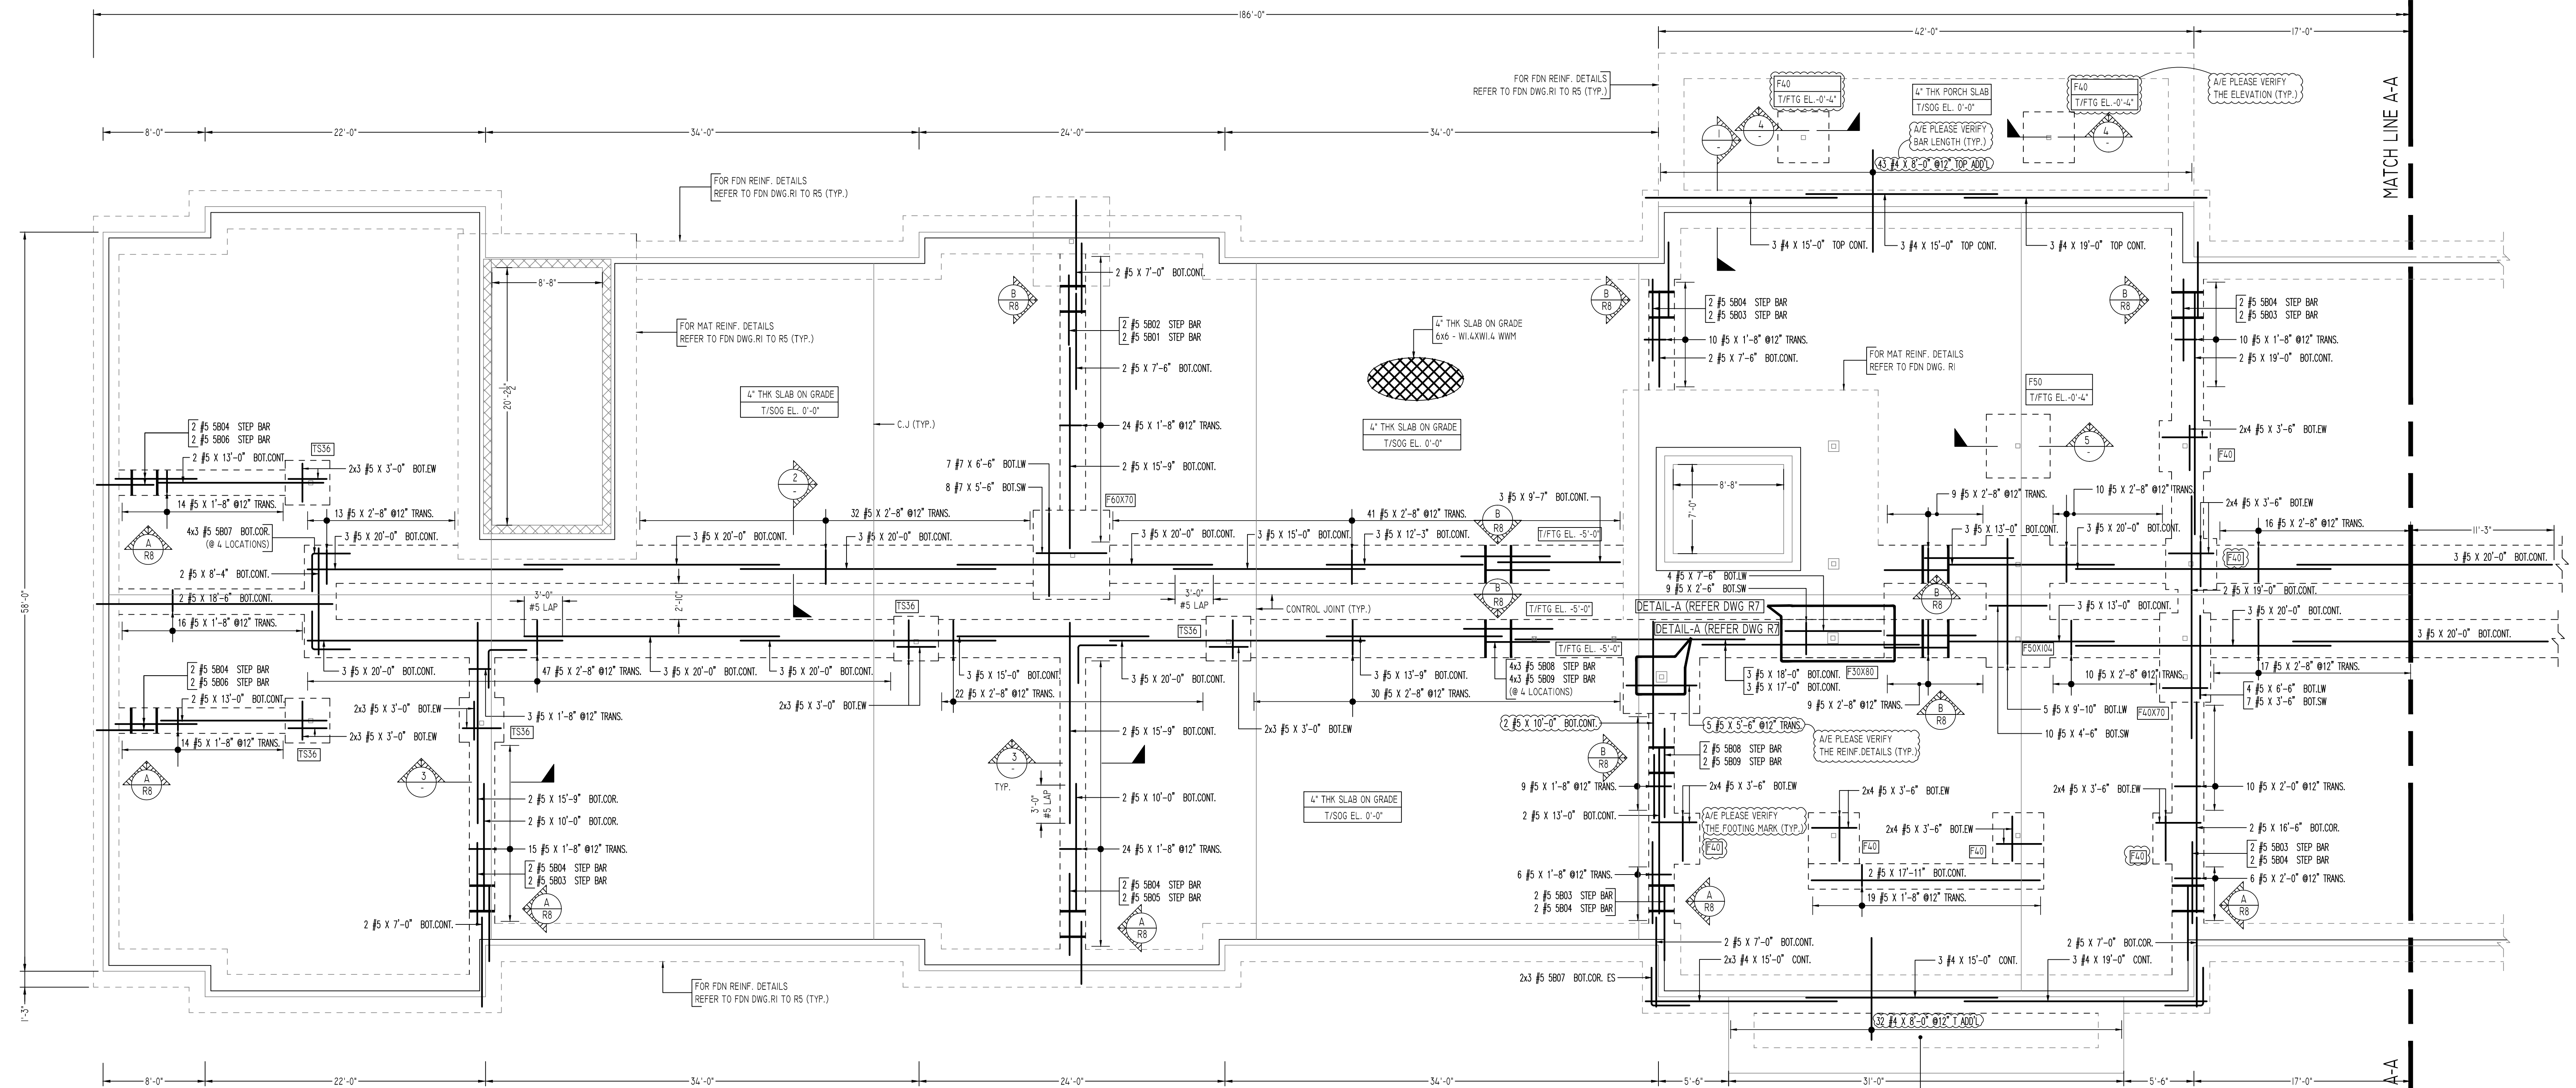 186'-0"
42'-0"
17'-0"
MATCH LINE A-A
FOR FDN REINF. DETAILS
REFER TO FDN DWG.R1 TO R5 (TYP.)
F40
T/FTG EL.-0'-4"
4" THK PORCH SLAB
T/SOG EL. 0'-0"
F40
T/FTG EL.-0'-4"
A/E PLEASE VERIFY
THE ELEVATION (TYP.)
1
-
4
-
A/E PLEASE VERIFY
BAR LENGTH (TYP.)
4
-
43 #4 X 8'-0" @12" TOP ADD'L
8'-0"
22'-0"
34'-0"
24'-0"
34'-0"
FOR FDN REINF. DETAILS
REFER TO FDN DWG.R1 TO R5 (TYP.)
3 #4 X 15'-0" TOP CONT.
3 #4 X 15'-0" TOP CONT.
3 #4 X 19'-0" TOP CONT.
8'-8"
20'-2½"
2 #5 X 7'-0" BOT.CONT.
B
R8
B
R8
B
R8
2 #5 5B04 STEP BAR
2 #5 5B03 STEP BAR
2 #5 5B04 STEP BAR
2 #5 5B03 STEP BAR
FOR MAT REINF. DETAILS
REFER TO FDN DWG.R1 TO R5 (TYP.)
2 #5 5B02 STEP BAR
2 #5 5B01 STEP BAR
4" THK SLAB ON GRADE
6x6 - W1.4XW1.4 WWM
10 #5 X 1'-8" @12" TRANS.
2 #5 X 7'-6" BOT.CONT.
10 #5 X 1'-8" @12" TRANS.
2 #5 X 19'-0" BOT.CONT.
FOR MAT REINF. DETAILS
REFER TO FDN DWG. R1
2 #5 X 7'-6" BOT.CONT.
4" THK SLAB ON GRADE
T/SOG EL. 0'-0"
F50
T/FTG EL.-0'-4"
C.J (TYP.)
24 #5 X 1'-8" @12" TRANS.
4" THK SLAB ON GRADE
T/SOG EL. 0'-0"
2 #5 5B04 STEP BAR
2 #5 5B06 STEP BAR
TS36
2 #5 X 13'-0" BOT.CONT
2x3 #5 X 3'-0" BOT.EW
7 #7 X 6'-6" BOT.LW
8 #7 X 5'-6" BOT.SW
2 #5 X 15'-9" BOT.CONT.
2x4 #5 X 3'-6" BOT.EW
5
-
F40
2
-
F60X70
8'-8"
7'-0"
3 #5 X 9'-7" BOT.CONT.
9 #5 X 2'-8" @12" TRANS.
10 #5 X 2'-8" @12" TRANS.
2x4 #5 X 3'-6" BOT.EW
14 #5 X 1'-8" @12" TRANS.
13 #5 X 2'-8" @12" TRANS.
32 #5 X 2'-8" @12" TRANS.
41 #5 X 2'-8" @12" TRANS.
B
R8
16 #5 X 2'-8" @12" TRANS.
11'-3"
A
R8
4x3 #5 5B07 BOT.COR.
(@ 4 LOCATIONS)
3 #5 X 20'-0" BOT.CONT.
3 #5 X 20'-0" BOT.CONT.
3 #5 X 20'-0" BOT.CONT.
3 #5 X 20'-0" BOT.CONT.
3 #5 X 15'-0" BOT.CONT.
3 #5 X 12'-3" BOT.CONT.
T/FTG EL. -5'-0"
3 #5 X 13'-0" BOT.CONT.
3 #5 X 20'-0" BOT.CONT.
F40
3 #5 X 20'-0" BOT.CONT.
2 #5 X 8'-4" BOT.CONT.
4 #5 X 7'-6" BOT.LW
9 #5 X 2'-6" BOT.SW
2 #5 X 18'-6" BOT.CONT.
3'-0"
#5 LAP
2'-10"
TS36
3'-0"
#5 LAP
CONTROL JOINT (TYP.)
B
R8
T/FTG EL. -5'-0"
DETAIL-A (REFER DWG R7
B
R8
2 #5 X 19'-0" BOT.CONT.
16 #5 X 1'-8" @12" TRANS.
TS36
DETAIL-A (REFER DWG R7
3 #5 X 13'-0" BOT.CONT.
3 #5 X 20'-0" BOT.CONT.
3 #5 X 20'-0" BOT.CONT.
T/FTG EL. -5'-0"
F50X104
2 #5 5B04 STEP BAR
2 #5 5B06 STEP BAR
3 #5 X 20'-0" BOT.CONT.
47 #5 X 2'-8" @12" TRANS.
3 #5 X 20'-0" BOT.CONT.
3 #5 X 20'-0" BOT.CONT.
3 #5 X 15'-0" BOT.CONT
3 #5 X 20'-0" BOT.CONT.
3 #5 X 13'-9" BOT.CONT.
4x3 #5 5B08 STEP BAR
4x3 #5 5B09 STEP BAR
(@ 4 LOCATIONS)
3 #5 X 18'-0" BOT.CONT.
3 #5 X 17'-0" BOT.CONT.
F30X80
10 #5 X 2'-8" @12" TRANS.
17 #5 X 2'-8" @12" TRANS.
4 #5 X 6'-6" BOT.LW
7 #5 X 3'-6" BOT.SW
2 #5 X 13'-0" BOT.CONT
2x3 #5 X 3'-0" BOT.EW
22 #5 X 2'-8" @12" TRANS.
30 #5 X 2'-8" @12" TRANS.
9 #5 X 2'-8" @12" TRANS.
B
R8
5 #5 X 9'-10" BOT.LW
F40X70
3 #5 X 1'-8" @12" TRANS.
2x3 #5 X 3'-0" BOT.EW
2 #5 X 10'-0" BOT.CONT.
5 #5 X 5'-6" @12" TRANS.
2x3 #5 X 3'-0" BOT.EW
TS36
2 #5 X 15'-9" BOT.CONT.
2x3 #5 X 3'-0" BOT.EW
10 #5 X 4'-6" BOT.SW
14 #5 X 1'-8" @12" TRANS.
TS36
A/E PLEASE VERIFY
THE REINF.DETAILS (TYP.)
A
R8
3
-
3
-
TYP.
B
R8
2 #5 5B08 STEP BAR
2 #5 5B09 STEP BAR
9 #5 X 1'-8" @12" TRANS.
2x4 #5 X 3'-6" BOT.EW
2x4 #5 X 3'-6" BOT.EW
2x4 #5 X 3'-6" BOT.EW
10 #5 X 2'-0" @12" TRANS.
2 #5 X 15'-9" BOT.COR.
3'-0"
#5 LAP
2 #5 X 10'-0" BOT.CONT.
4" THK SLAB ON GRADE
T/SOG EL. 0'-0"
2 #5 X 13'-0" BOT.CONT.
A/E PLEASE VERIFY
THE FOOTING MARK (TYP.)
2 #5 X 10'-0" BOT.COR.
2x4 #5 X 3'-6" BOT.EW
2 #5 X 16'-6" BOT.COR.
F40
F40
F40
F40
15 #5 X 1'-8" @12" TRANS.
24 #5 X 1'-8" @12" TRANS.
2 #5 5B03 STEP BAR
2 #5 5B04 STEP BAR
2 #5 5B04 STEP BAR
2 #5 5B03 STEP BAR
2 #5 5B04 STEP BAR
2 #5 5B05 STEP BAR
6 #5 X 1'-8" @12" TRANS.
2 #5 X 17'-11" BOT.CONT.
6 #5 X 2'-0" @12" TRANS.
2 #5 5B03 STEP BAR
2 #5 5B04 STEP BAR
19 #5 X 1'-8" @12" TRANS.
A
R8
A
R8
A
R8
A
R8
2 #5 X 7'-0" BOT.CONT.
2 #5 X 7'-0" BOT.CONT.
2 #5 X 7'-0" BOT.COR.
2x3 #4 X 15'-0" CONT.
3 #4 X 15'-0" CONT.
3 #4 X 19'-0" CONT.
2x3 #5 5B07 BOT.COR. ES
FOR FDN REINF. DETAILS
REFER TO FDN DWG.R1 TO R5 (TYP.)
32 #4 X 8'-0" @12" T ADD'L
58'-0"
1'-3"
8'-0"
22'-0"
34'-0"
24'-0"
34'-0"
5'-6"
31'-0"
5'-6"
17'-0"
A-A